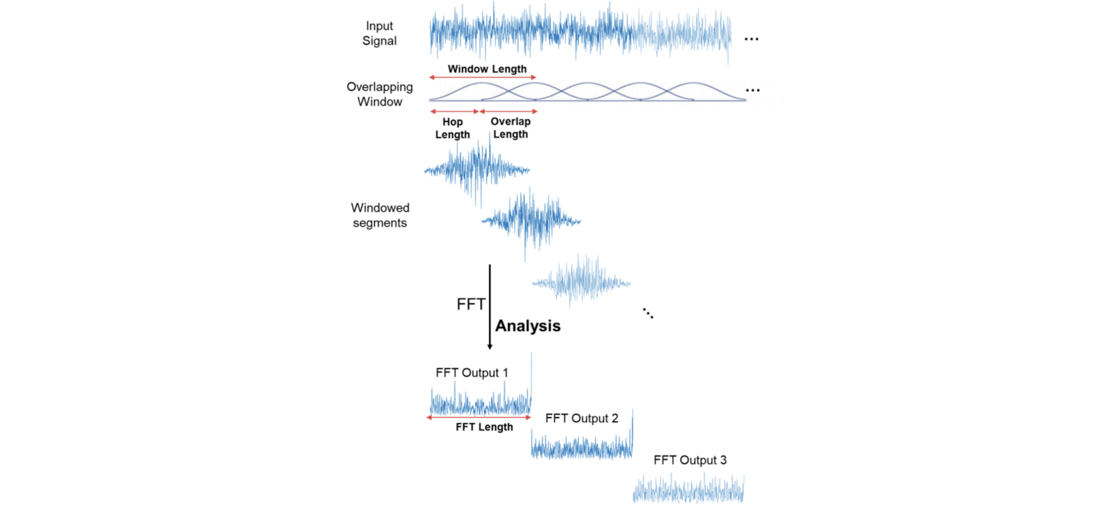 Input
Signal
...
Window Length
Overlapping
Window
...
Hop
Length
Overlap
Length
Windowed
segments
FFT
Analysis
FFT Output 1
FFT Length
FFT Output 2
FFT Output 3